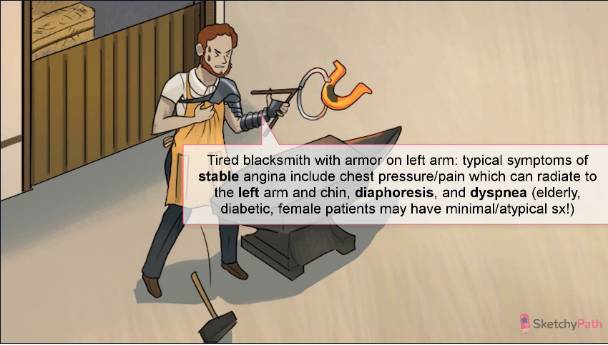 Tired blacksmith with armor on left arm: typical symptoms of
stable angina include chest pressure/pain which can radiate to
the left arm and chin, diaphoresis, and dyspnea (elderly,
diabetic, female patients may have minimal/atypical sx!)
SketchyPath